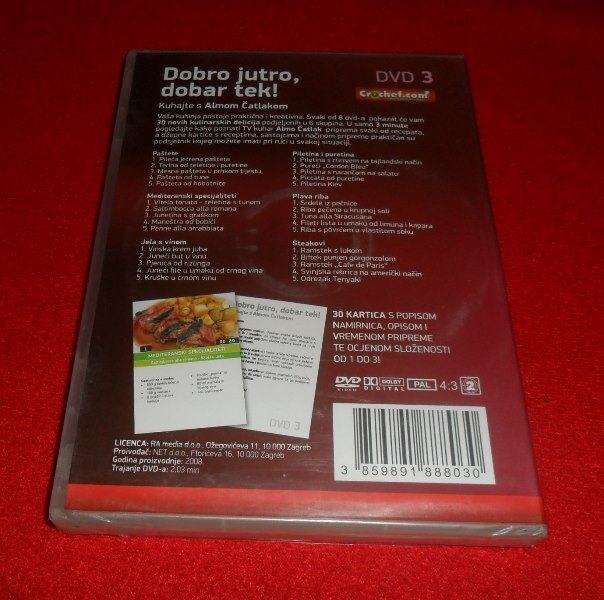 Dobro jutro,
dobar tek!
Kuhajte s Almom Čatlakom
DVD 3
Crochef.com
Vaša kuhinja postaje praktična i kreativna. Svaki od 8 dvd-a pokazat će vam
30 novih kulinarskih delicija podjeljenih u 6 skupina. U samo 3 minute
pogledajte kako poznati TV kuhar Almo Čatlak priprema svaki od recepata,
a džepne kartice s receptima, sastojcima i načinom pripreme praktičan su
podsjetnik kojeg možete imati pri ruci u svakoj situaciji.
Paštete
1. Pileća jetrena pašteta
2. Terina od teletine i puretine
3. Mesna pašteta u prhkom tijestu
4. Pašteta od tune
5. Pašteta od hobotnice
Mediteranski specijaliteti
1. Vitelo tonato - teletina s tunom
2. Saltimbocca alla romana
3. Junetina s graškom
4. Maneštra od bobići
5. Penne alla arrabbiata
Jela s vinom
1. Vinska krem juha
2. Juneći but u vinu
3. Pjenica od rizlinga
4. Juneći file u umaku od crnog vina
5. Kruške u crnom vinu
Piletina i puretina
1. Piletina s curryem na tajlandski način
2. Pureći „Cordon Bleu"
3. Piletina s narančom na salatu
4. Piccata od puretine
5. Piletina Kiev
Plava riba
1. Srdele iz pećnice
2. Riba pečena u krupnoj soli
3. Tuna alla Siracusana
4. Fileti lista u umaku od limuna i kapara
5. Riba s povrćem u vlastitom soku
Steakovi
1. Ramstek s lukom
2. Biftek punjen gorgonzolom
3. Ramstek „Cafe de Paris"
4. Svinjska rebrica na američki način
5. Odrezak Teriyaki
MEDITERANSKI SPECIJALITETI
Dobro jutro, dobar tek!
Kuhajte s Almom Čatlakom
DVD 3
30 KARTICA S POPISOM
NAMIRNICA, OPISOM I
VREMENOM PRIPREME
TE OCJENOM SLOŽENOSTI
OD 1 DO 3!
DVD VIDEO DOLBY DIGITAL PAL 4:3 2
3 859891 888030
LICENCA: RA media d.o.o., Ožegovićeva 11, 10 000 Zagreb
Proizvođač: NET d.o.o., Florićeva 16, 10 000 Zagreb
Godina proizvodnje: 2008.
Trajanje DVD-a: 2,03 min